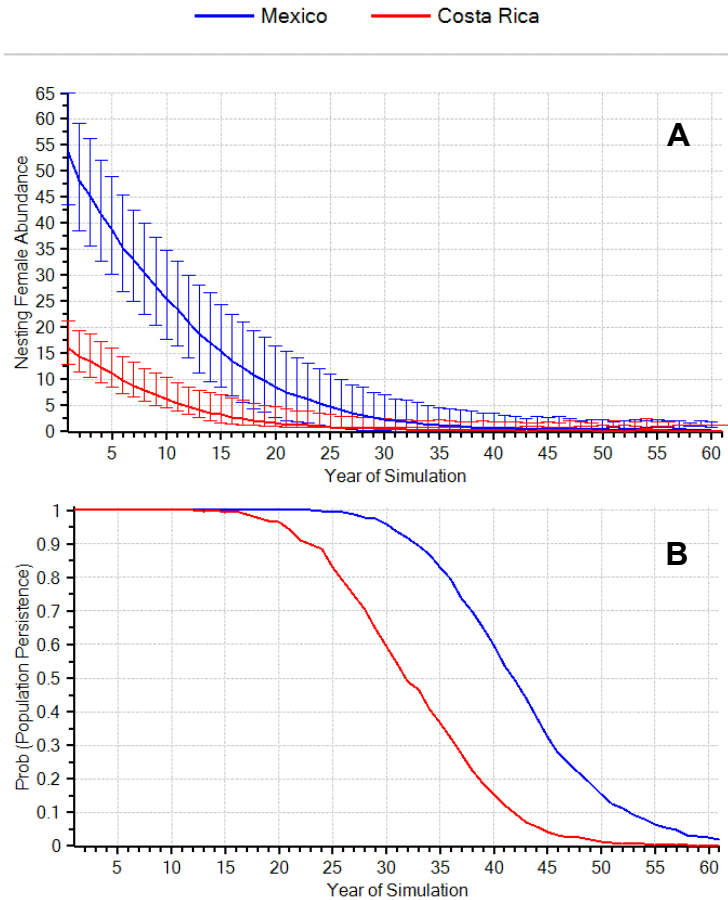 Mexico Costa Rica
A
Nesting Female Abundance
65
60
55
50
45
40
35
30
25
20
15
10
5
0
5 10 15 20 25 30 35 40 45 50 55 60
Year of Simulation
B
Prob (Population Persistence)
1
0.9
0.8
0.7
0.6
0.5
0.4
0.3
0.2
0.1
0
5 10 15 20 25 30 35 40 45 50 55 60
Year of Simulation